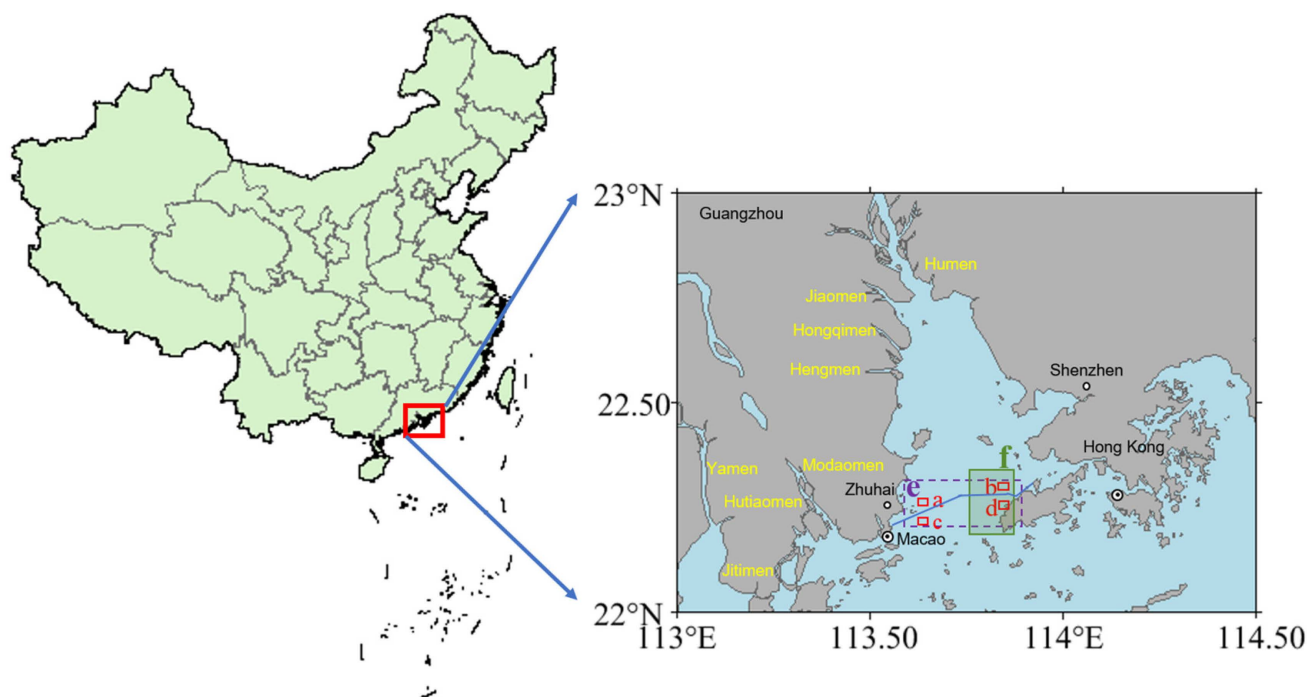 23°N
Guangzhou
Humen
Jiaomen
Hongqimen
Hengmen
Shenzhen
22.50
Hong Kong
f
Yamen
Modaomen
Zhuhai
e
b
a
Hutiaomen
d
c
Macao
Jitimen
22°N
113°E
113.50
114°E
114.50